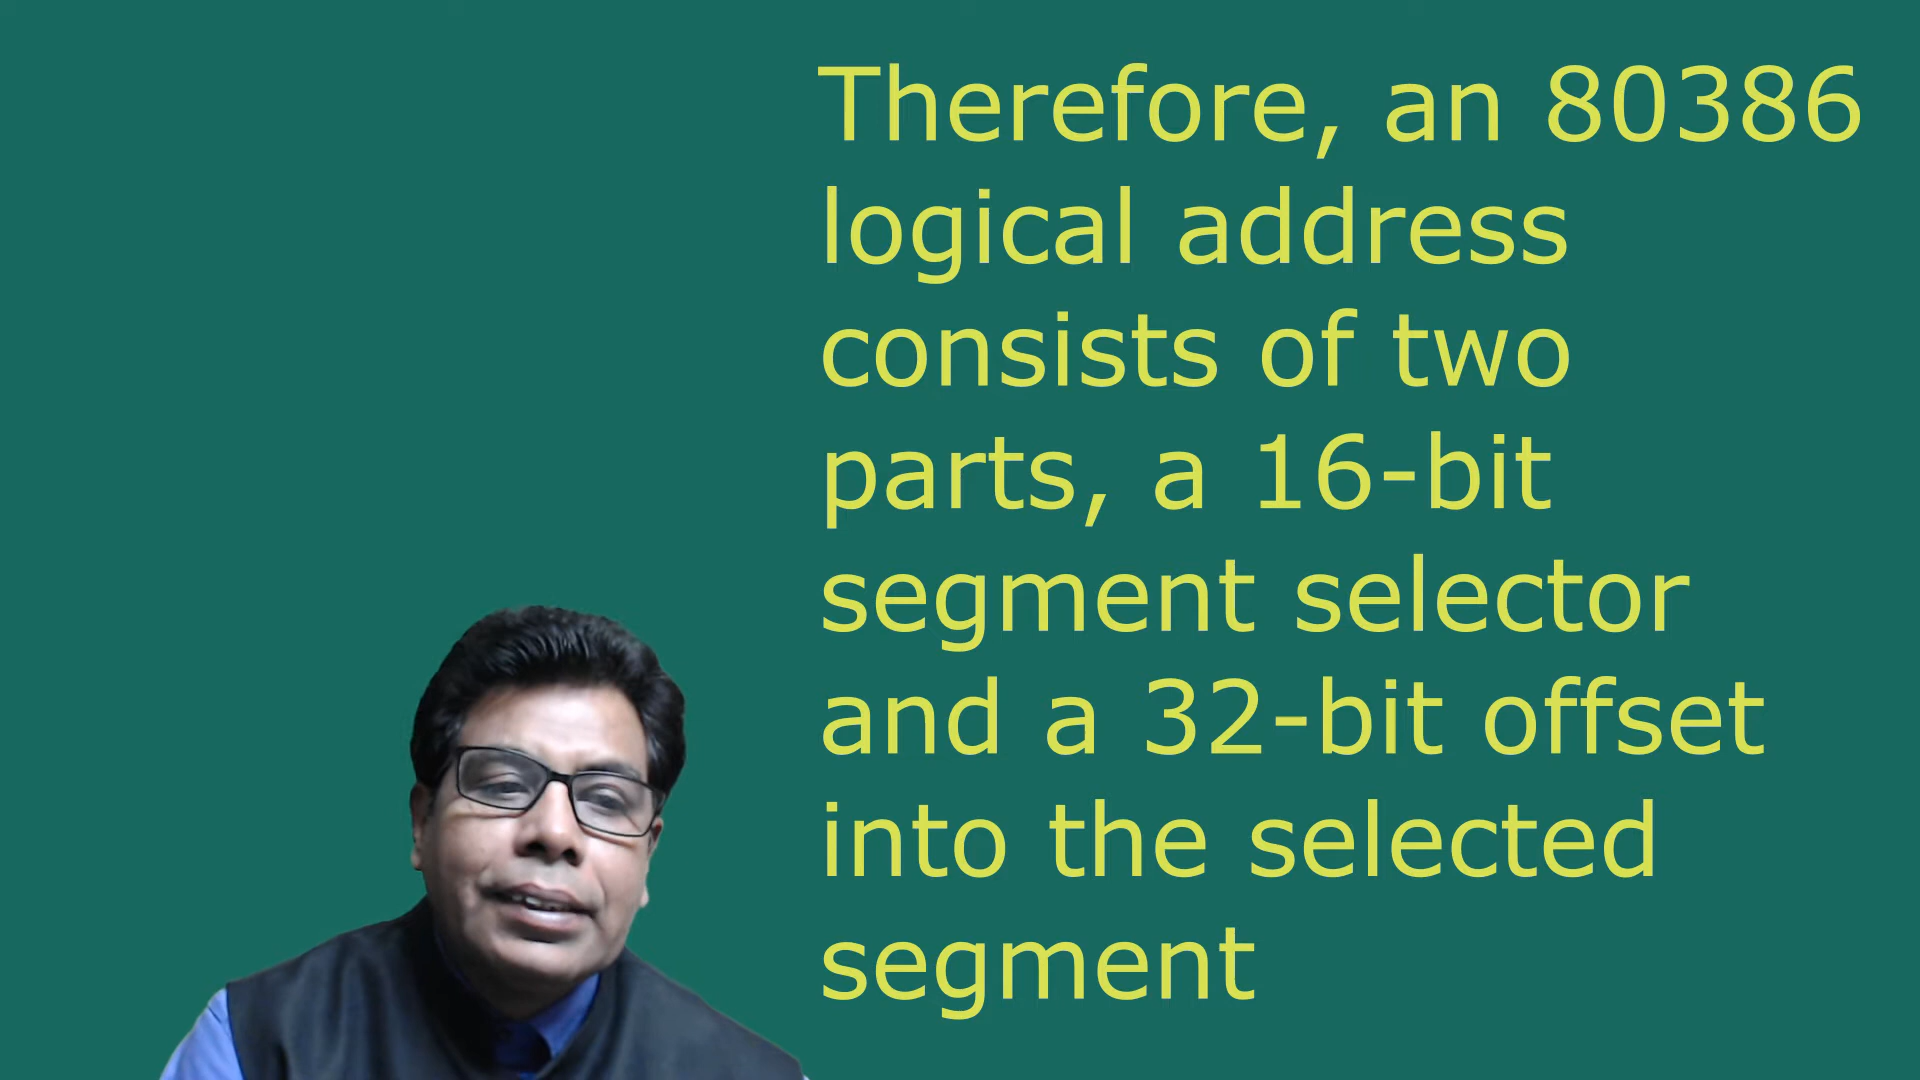 Therefore, an 80386
logical address
consists of two
parts, a 16-bit
segment selector
and a 32-bit offset
into the selected
segment